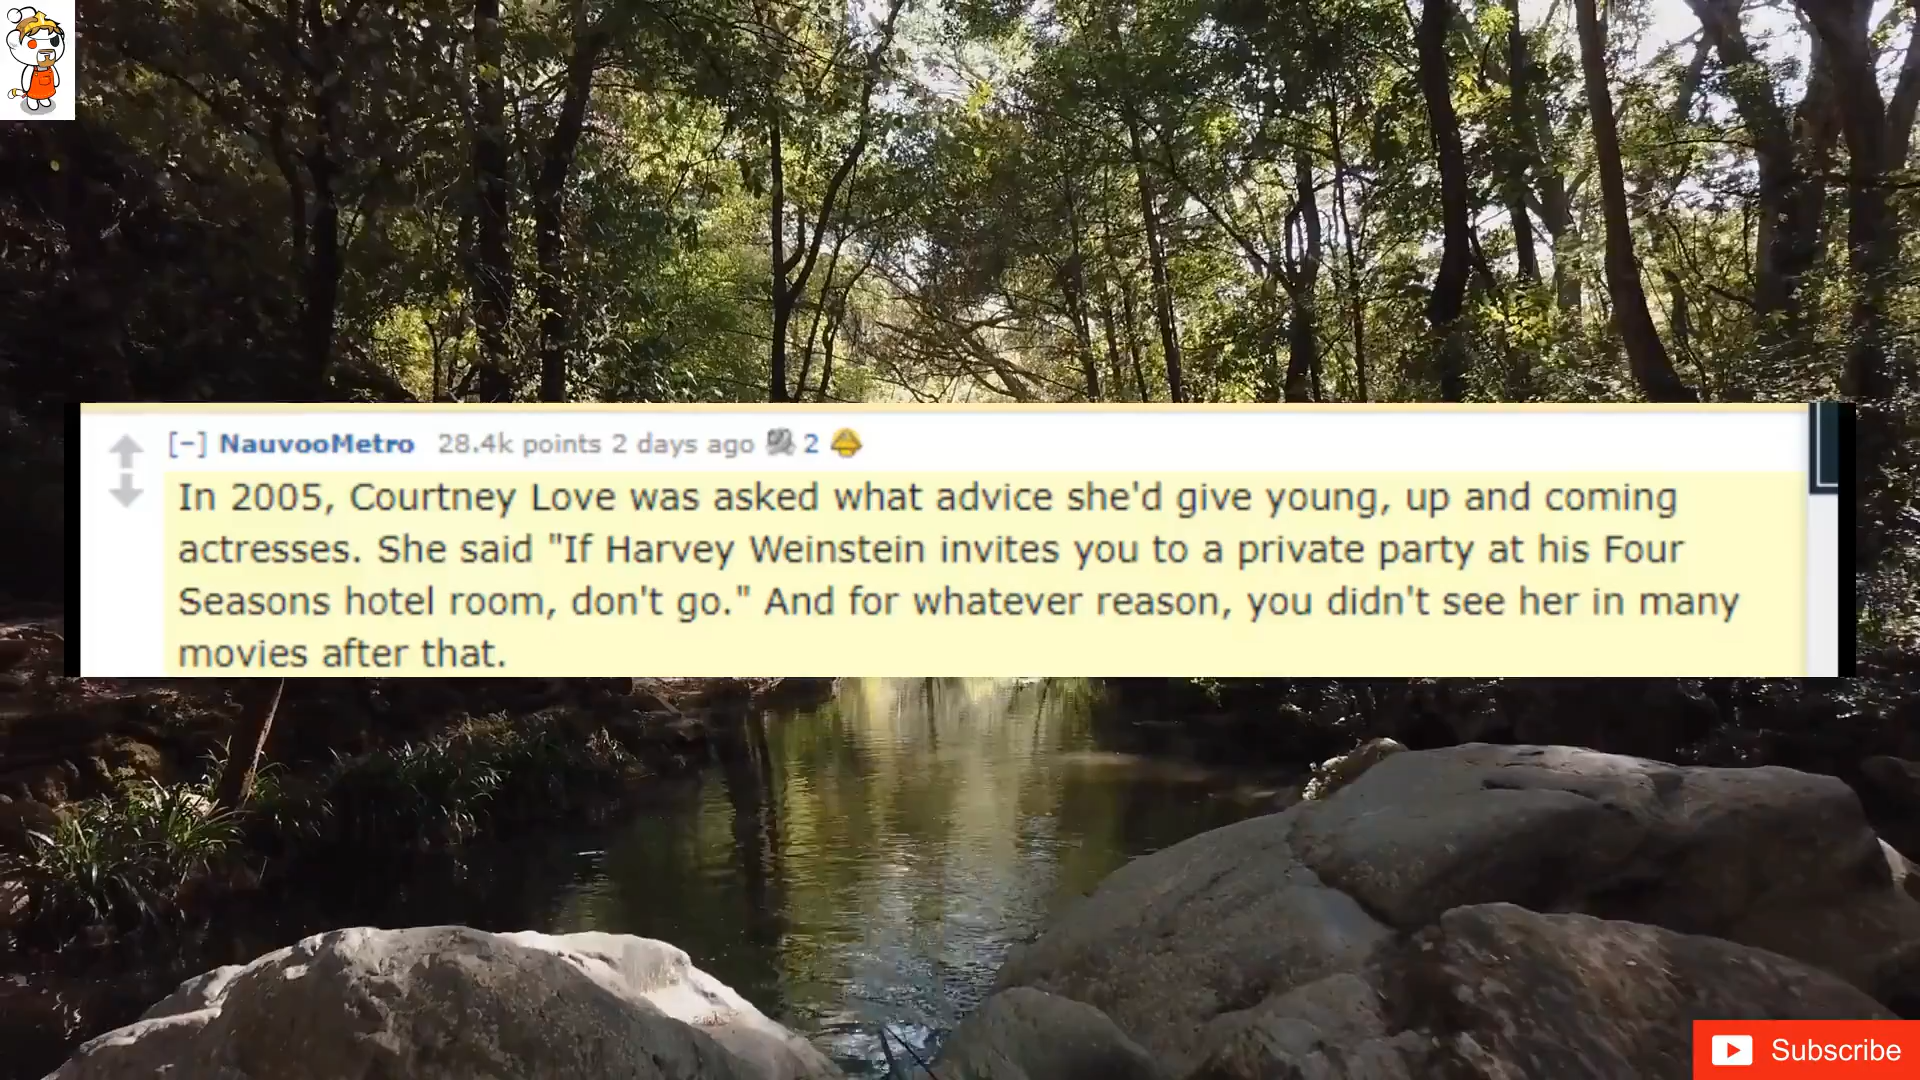 [-] NauvooMetro 28.4k points 2 days ago 2
In 2005, Courtney Love was asked what advice she'd give young, up and coming
actresses. She said "If Harvey Weinstein invites you to a private party at his Four
Seasons hotel room, don't go." And for whatever reason, you didn't see her in many
movies after that.
Subscribe